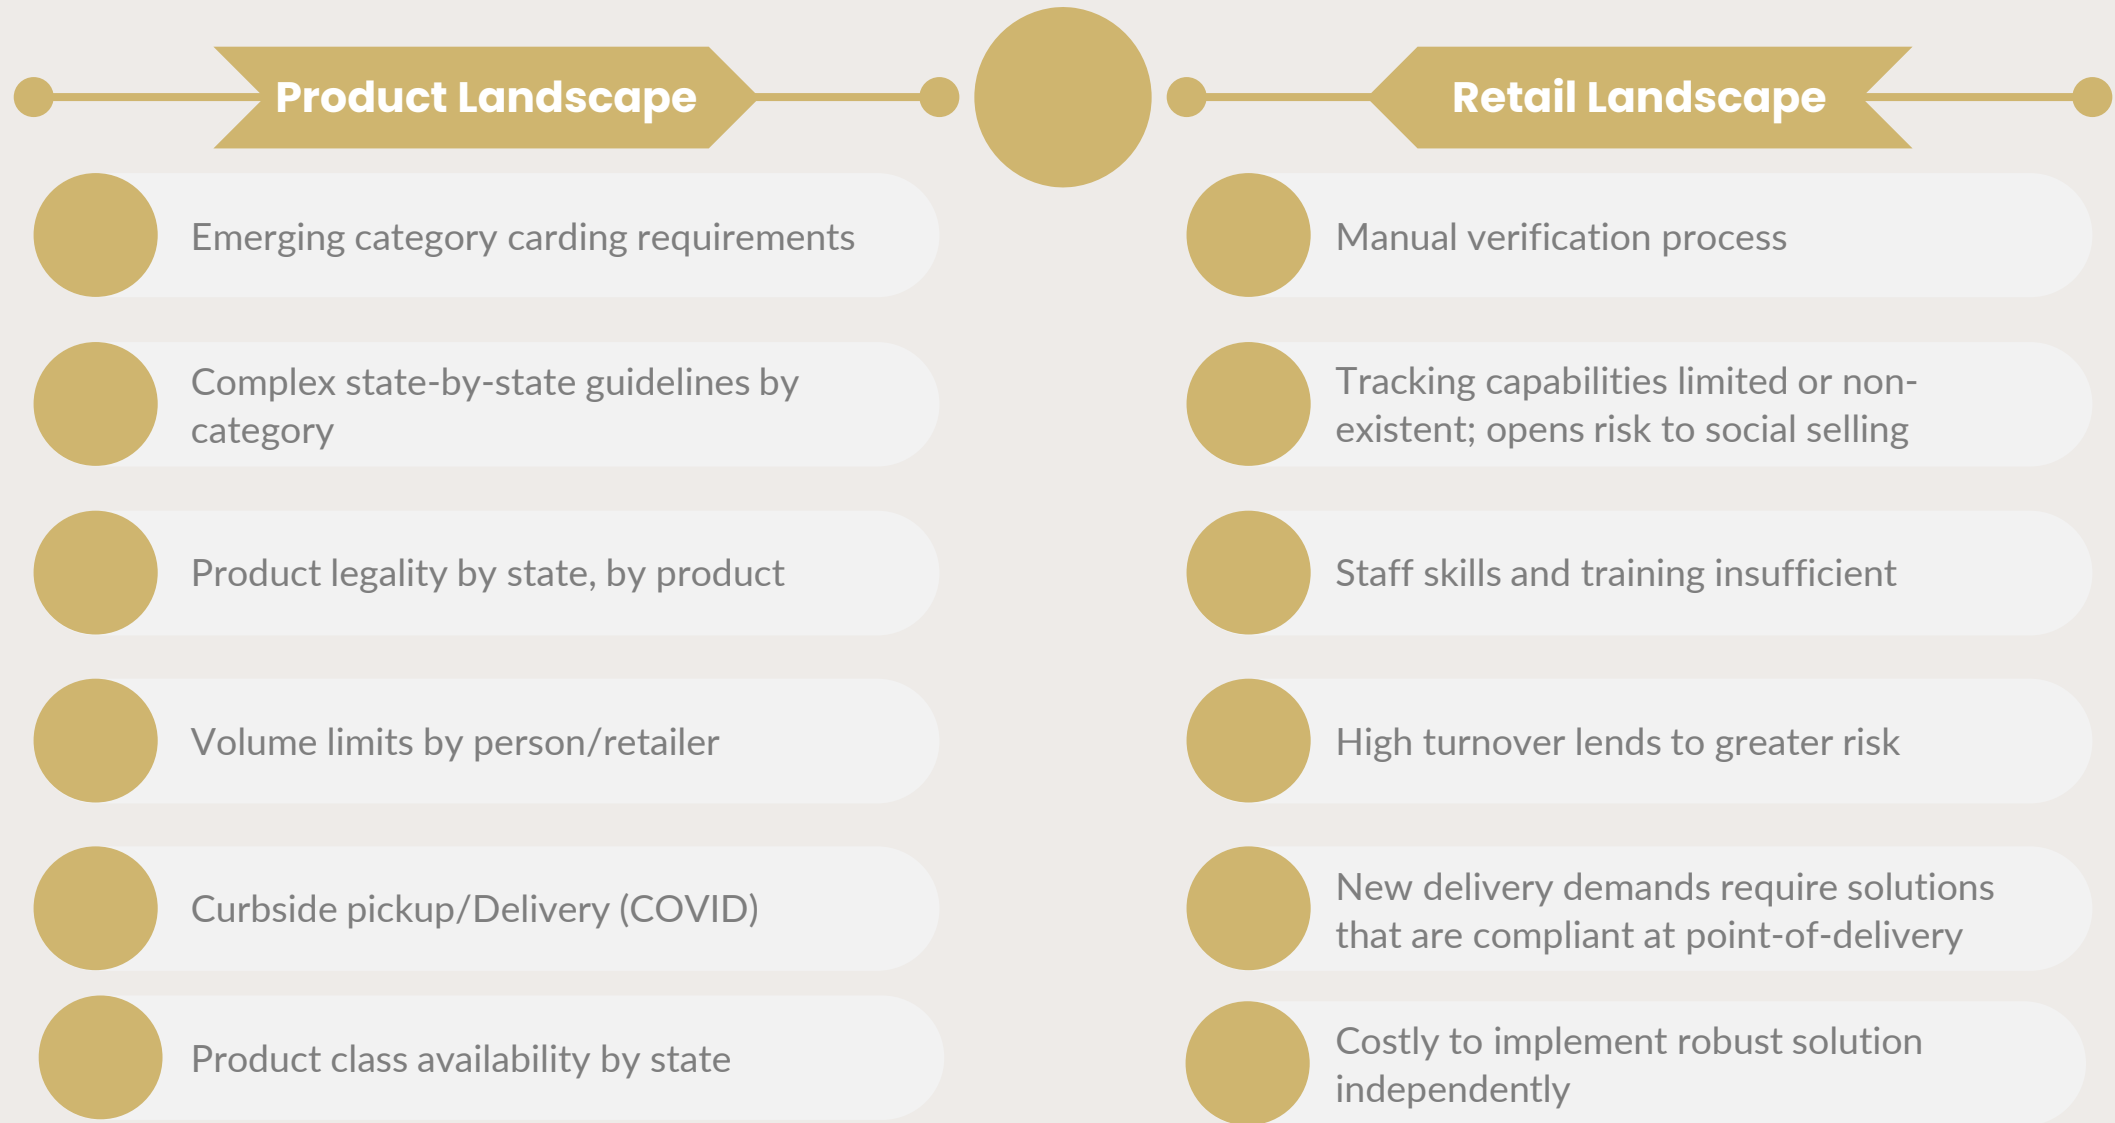 Product Landscape
Emerging category carding requirements
Complex state-by-state guidelines by
category
Product legality by state, by product
Volume limits by person/retailer
Curbside pickup/Delivery (COVID)
Product class availability by state
Retail Landscape
Manual verification process
Tracking capabilities limited or non-
existent; opens risk to social selling
Staff skills and training insufficient
High turnover lends to greater risk
New delivery demands require solutions
that are compliant at point-of-delivery
Costly to implement robust solution
independently